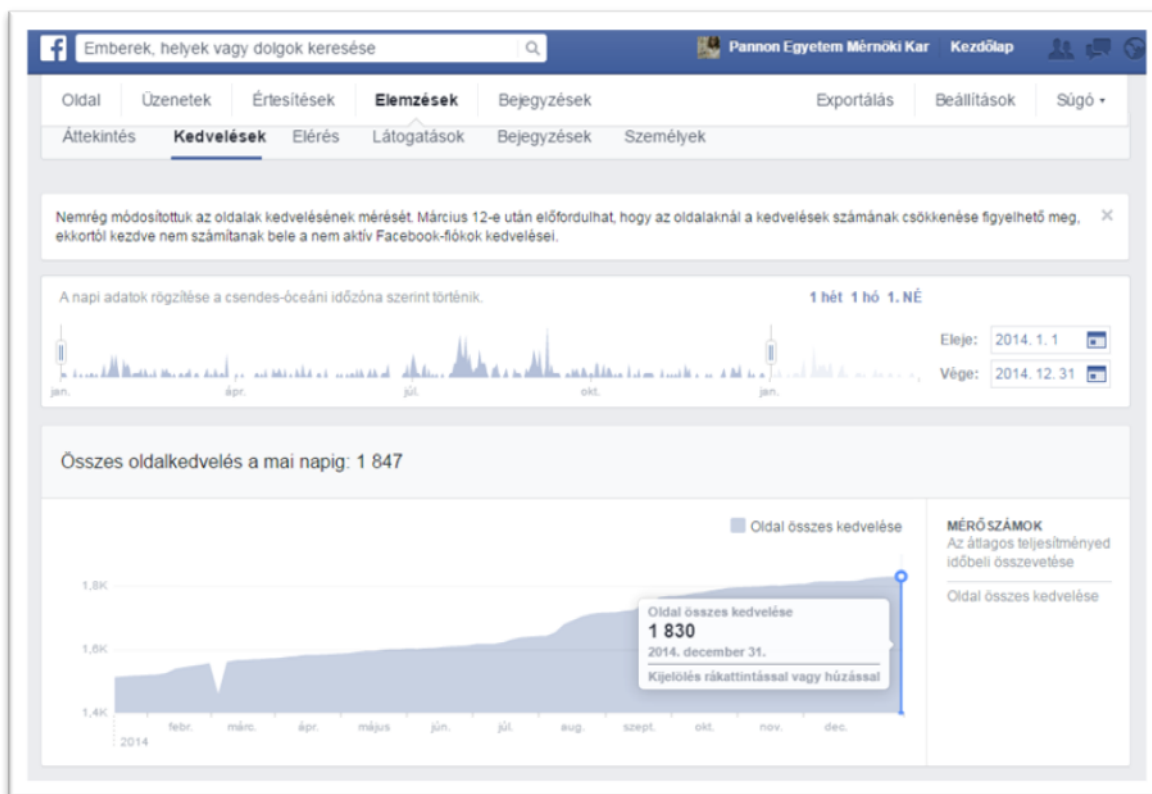 f
Emberek, helyek vagy dolgok keresése
Pannon Egyetem Mérnöki Kar Kezdőlap
Oldal Üzenetek Értesítések Elemzések Bejegyzések Exportálás Beállítások Súgó
Áttekintés Kedvelések Elérés Látogatások Bejegyzések Személyek
Nemrég módosítottuk az oldalak kedvelésének mérését. Március 12-e után előfordulhat, hogy az oldalaknál a kedvelések számának csökkenése figyelhető meg,
ekkortól kezdve nem számítanak bele a nem aktív Facebook-fiókok kedvelései.
A napi adatok rögzítése a csendes-óceáni időzóna szerint történik.
1 hét 1 hó 1. NÉ
Eleje: 2014. 1. 1
Vége: 2014. 12. 31
jan. ápr. júl. okt. jan.
Összes oldalkedvelés a mai napig: 1 847
Oldal összes kedvelése
MÉRŐSZÁMOK
Az átlagos teljesítményed
időbeli összevetése
Oldal összes kedvelése
1,8K
Oldal összes kedvelése
1 830
2014. december 31.
Kijelölés rákattintással vagy húzással
1,6K
1,4K
febr. márc. ápr. május jún. júl. aug. szept. okt. nov. dec.
2014